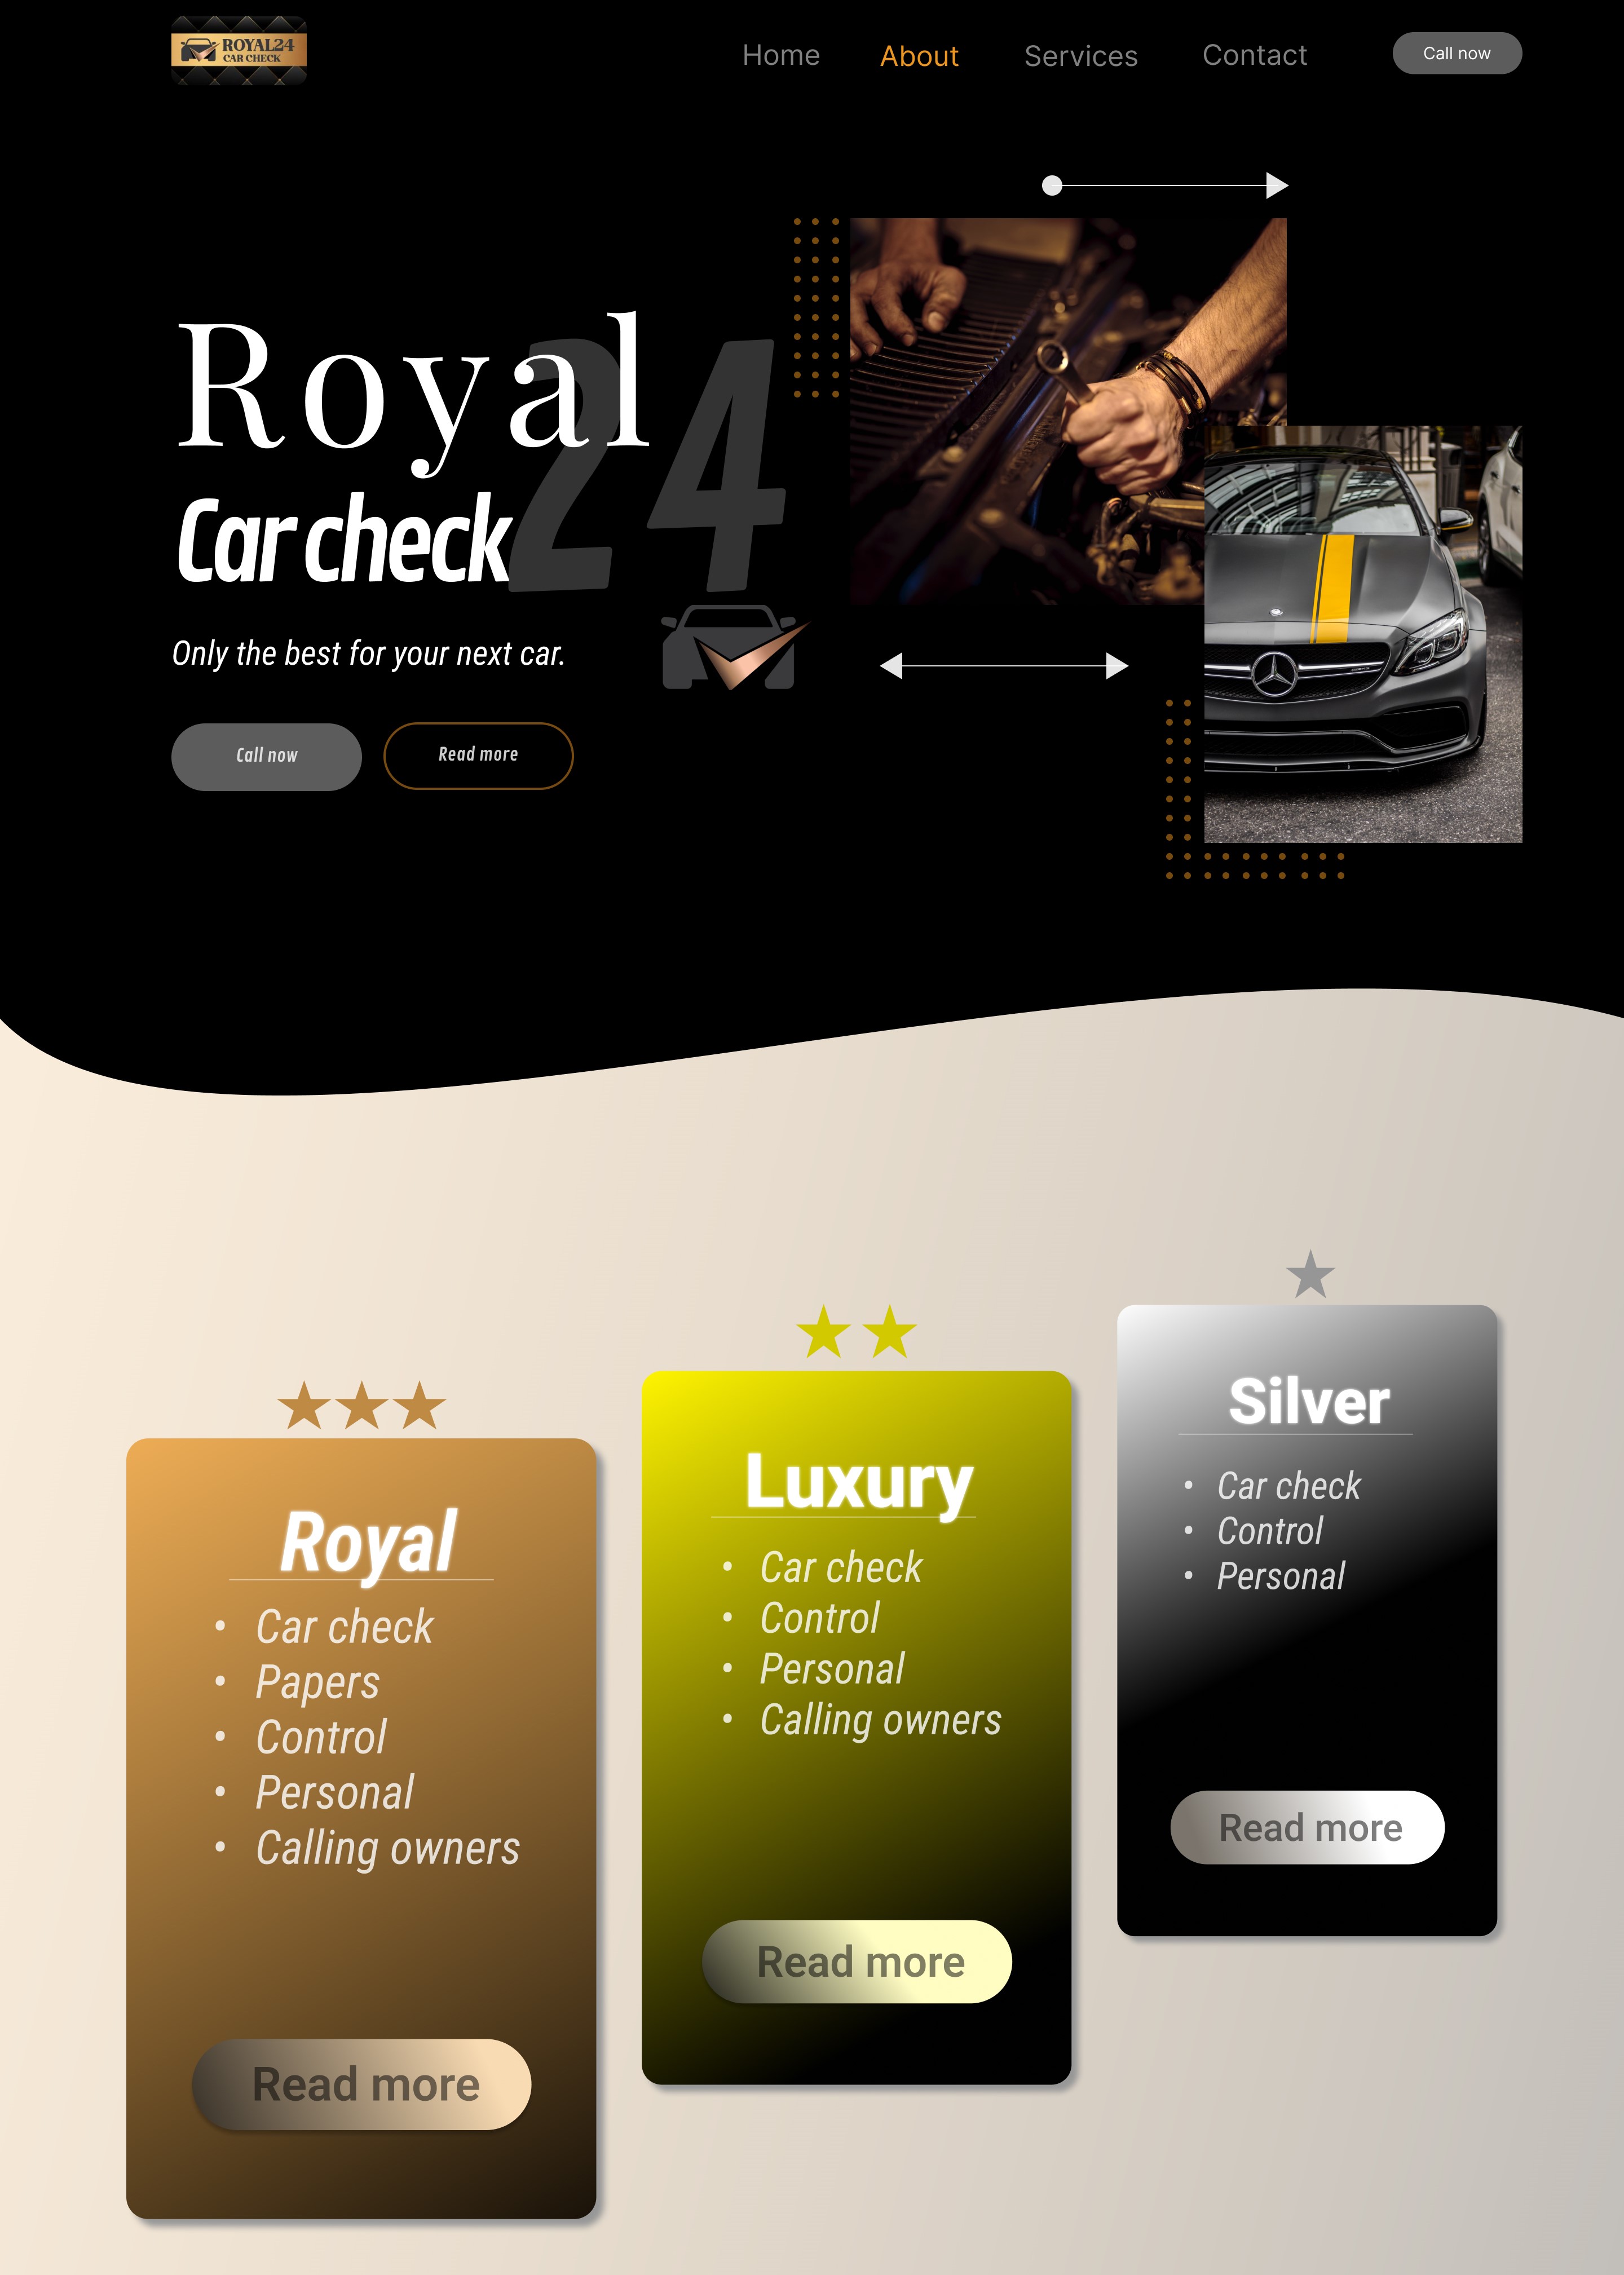 ROYAL24
CAR CHECK
Home About Services Contact Call now
Royal
24
Car check
Only the best for your next car.
Call now Read more
Royal
• Car check
• Papers
• Control
• Personal
• Calling owners
Read more
Luxury
• Car check
• Control
• Personal
• Calling owners
Read more
Silver
• Car check
• Control
• Personal
Read more